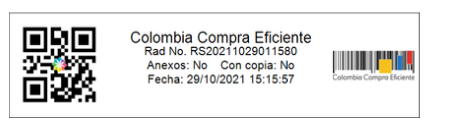 Colombia Compra Eficiente
Rad No. RS20211029011580
Anexos: No Con copia: No
Fecha: 29/10/2021 15:15:57
Colombia Compra Eficiente